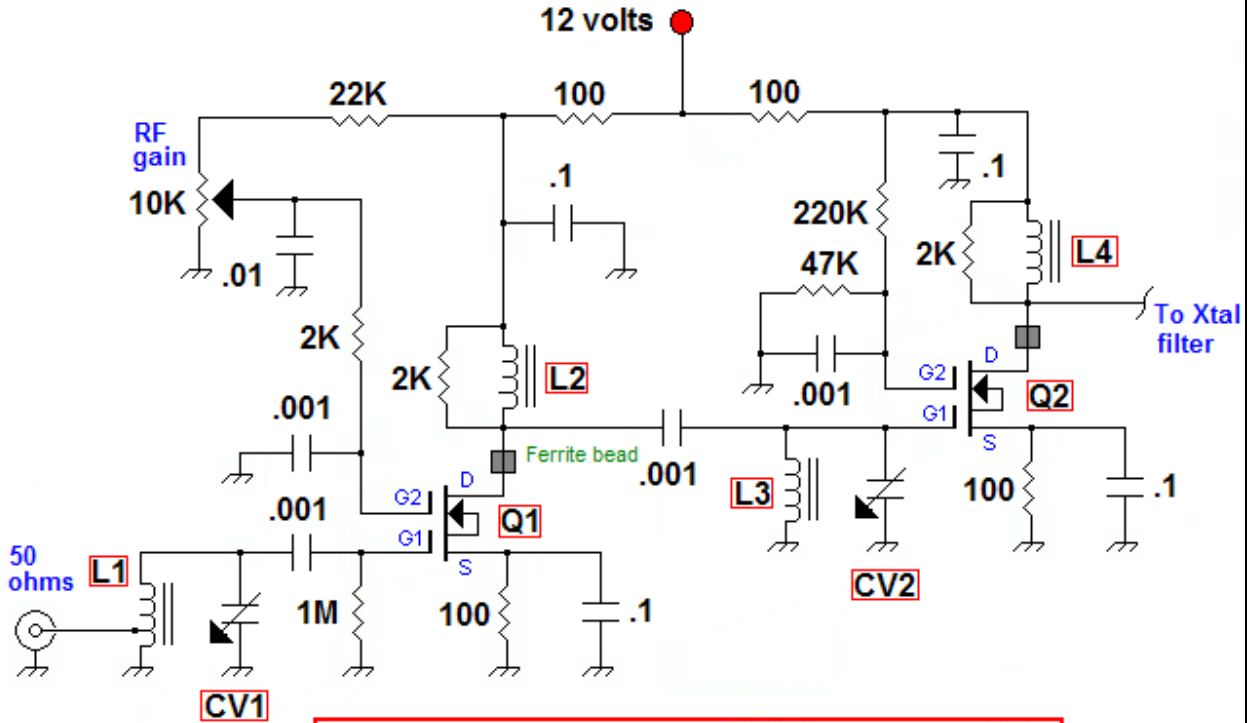 12 volts
22K
100
100
RF
gain
10K
.1
.1
220K
2K
L4
.01
47K
To Xtal
filter
2K
2K
L2
.001
D
G2
G1
Q2
S
.001
Ferrite bead
.001
L3
100
.1
D
G2
Q1
G1
S
.001
CV2
50
ohms
L1
1M
100
.1
CV1